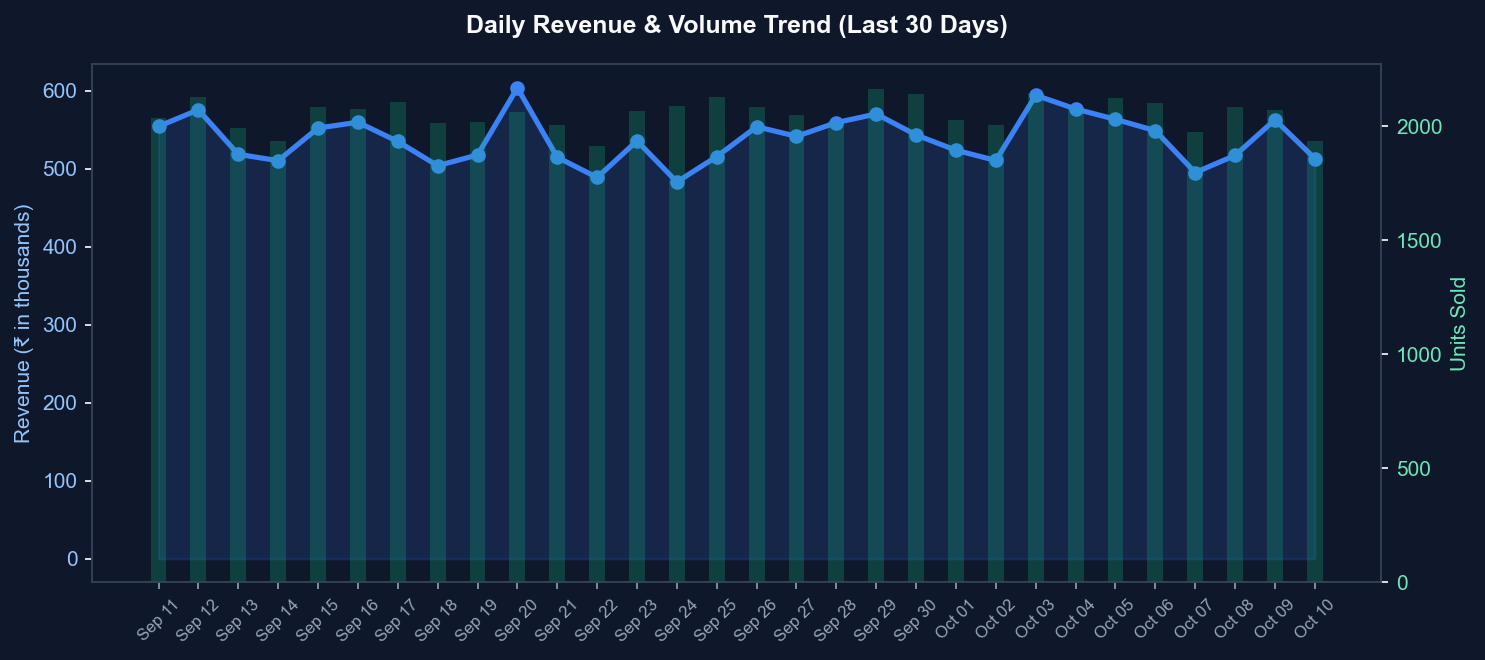 Daily Revenue & Volume Trend (Last 30 Days)
Revenue (₹ in thousands)
600
500
400
300
200
100
0
2000
1500
1000
500
0
Units Sold
Sep 11
Sep 12
Sep 13
Sep 14
Sep 15
Sep 16
Sep 17
Sep 18
Sep 19
Sep 20
Sep 21
Sep 22
Sep 23
Sep 24
Sep 25
Sep 26
Sep 27
Sep 28
Sep 29
Sep 30
Oct 01
Oct 02
Oct 03
Oct 04
Oct 05
Oct 06
Oct 07
Oct 08
Oct 09
Oct 10